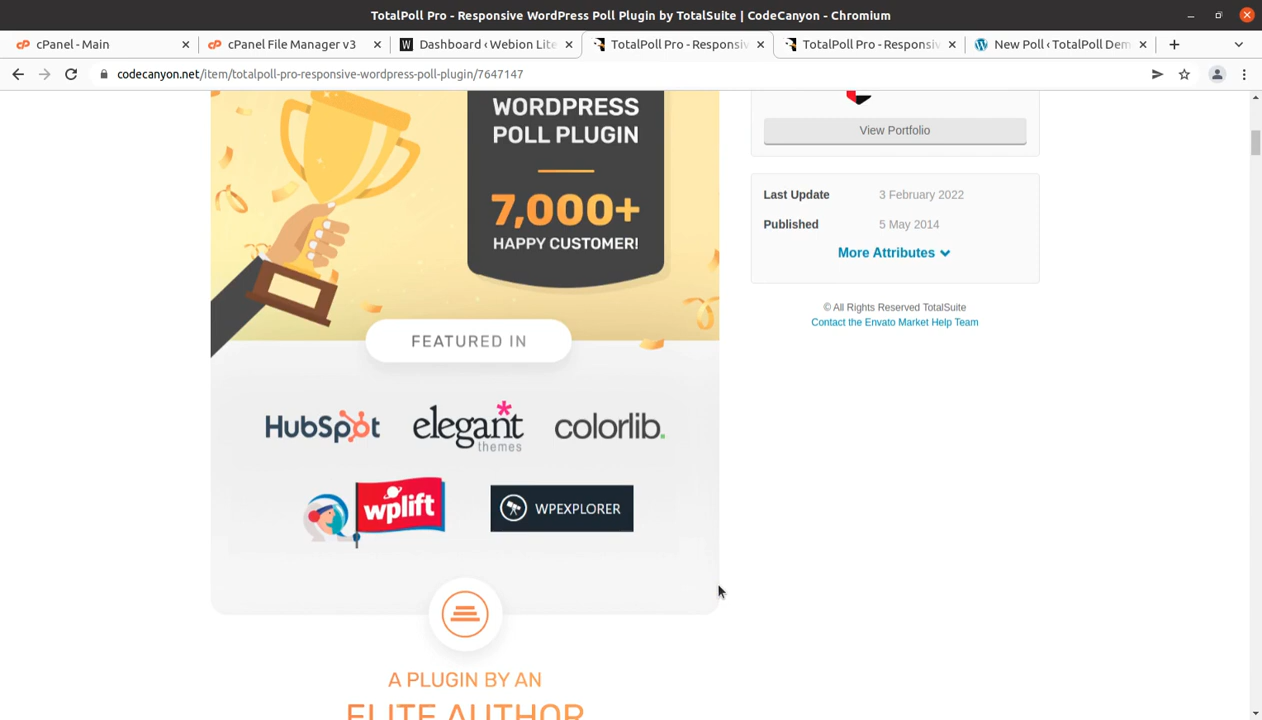 TotalPoll Pro - Responsive WordPress Poll Plugin by TotalSuite | CodeCanyon - Chromium
cPanel - Main
cPanel File Manager v3
Dashboard ‹ Webion Lite
TotalPoll Pro - Responsiv
TotalPoll Pro - Responsiv
New Poll ‹ TotalPoll Dem
codecanyon.net/item/totalpoll-pro-responsive-wordpress-poll-plugin/7647147
WORDPRESS
POLL PLUGIN
7,000+
HAPPY CUSTOMER!
FEATURED IN
HubSpot
elegant
themes
colorlib.
wplift
WPEXPLORER
A PLUGIN BY AN
ELITE AUTHOR
View Portfolio
Last Update 3 February 2022
Published 5 May 2014
More Attributes
© All Rights Reserved TotalSuite
Contact the Envato Market Help Team